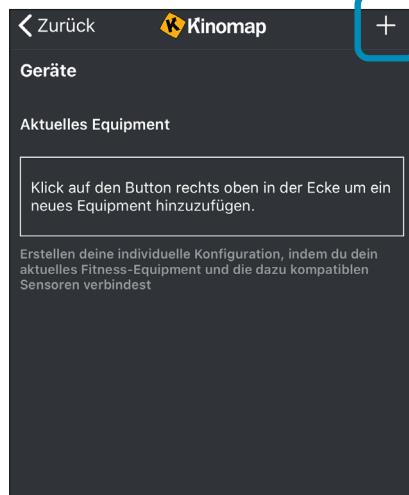 Zurück Kinomap +
Geräte
Aktuelles Equipment
Klick auf den Button rechts oben in der Ecke um ein
neues Equipment hinzuzufügen.
Erstellen deine individuelle Konfiguration, indem du dein
aktuelles Fitness-Equipment und die dazu kompatiblen
Sensoren verbindest